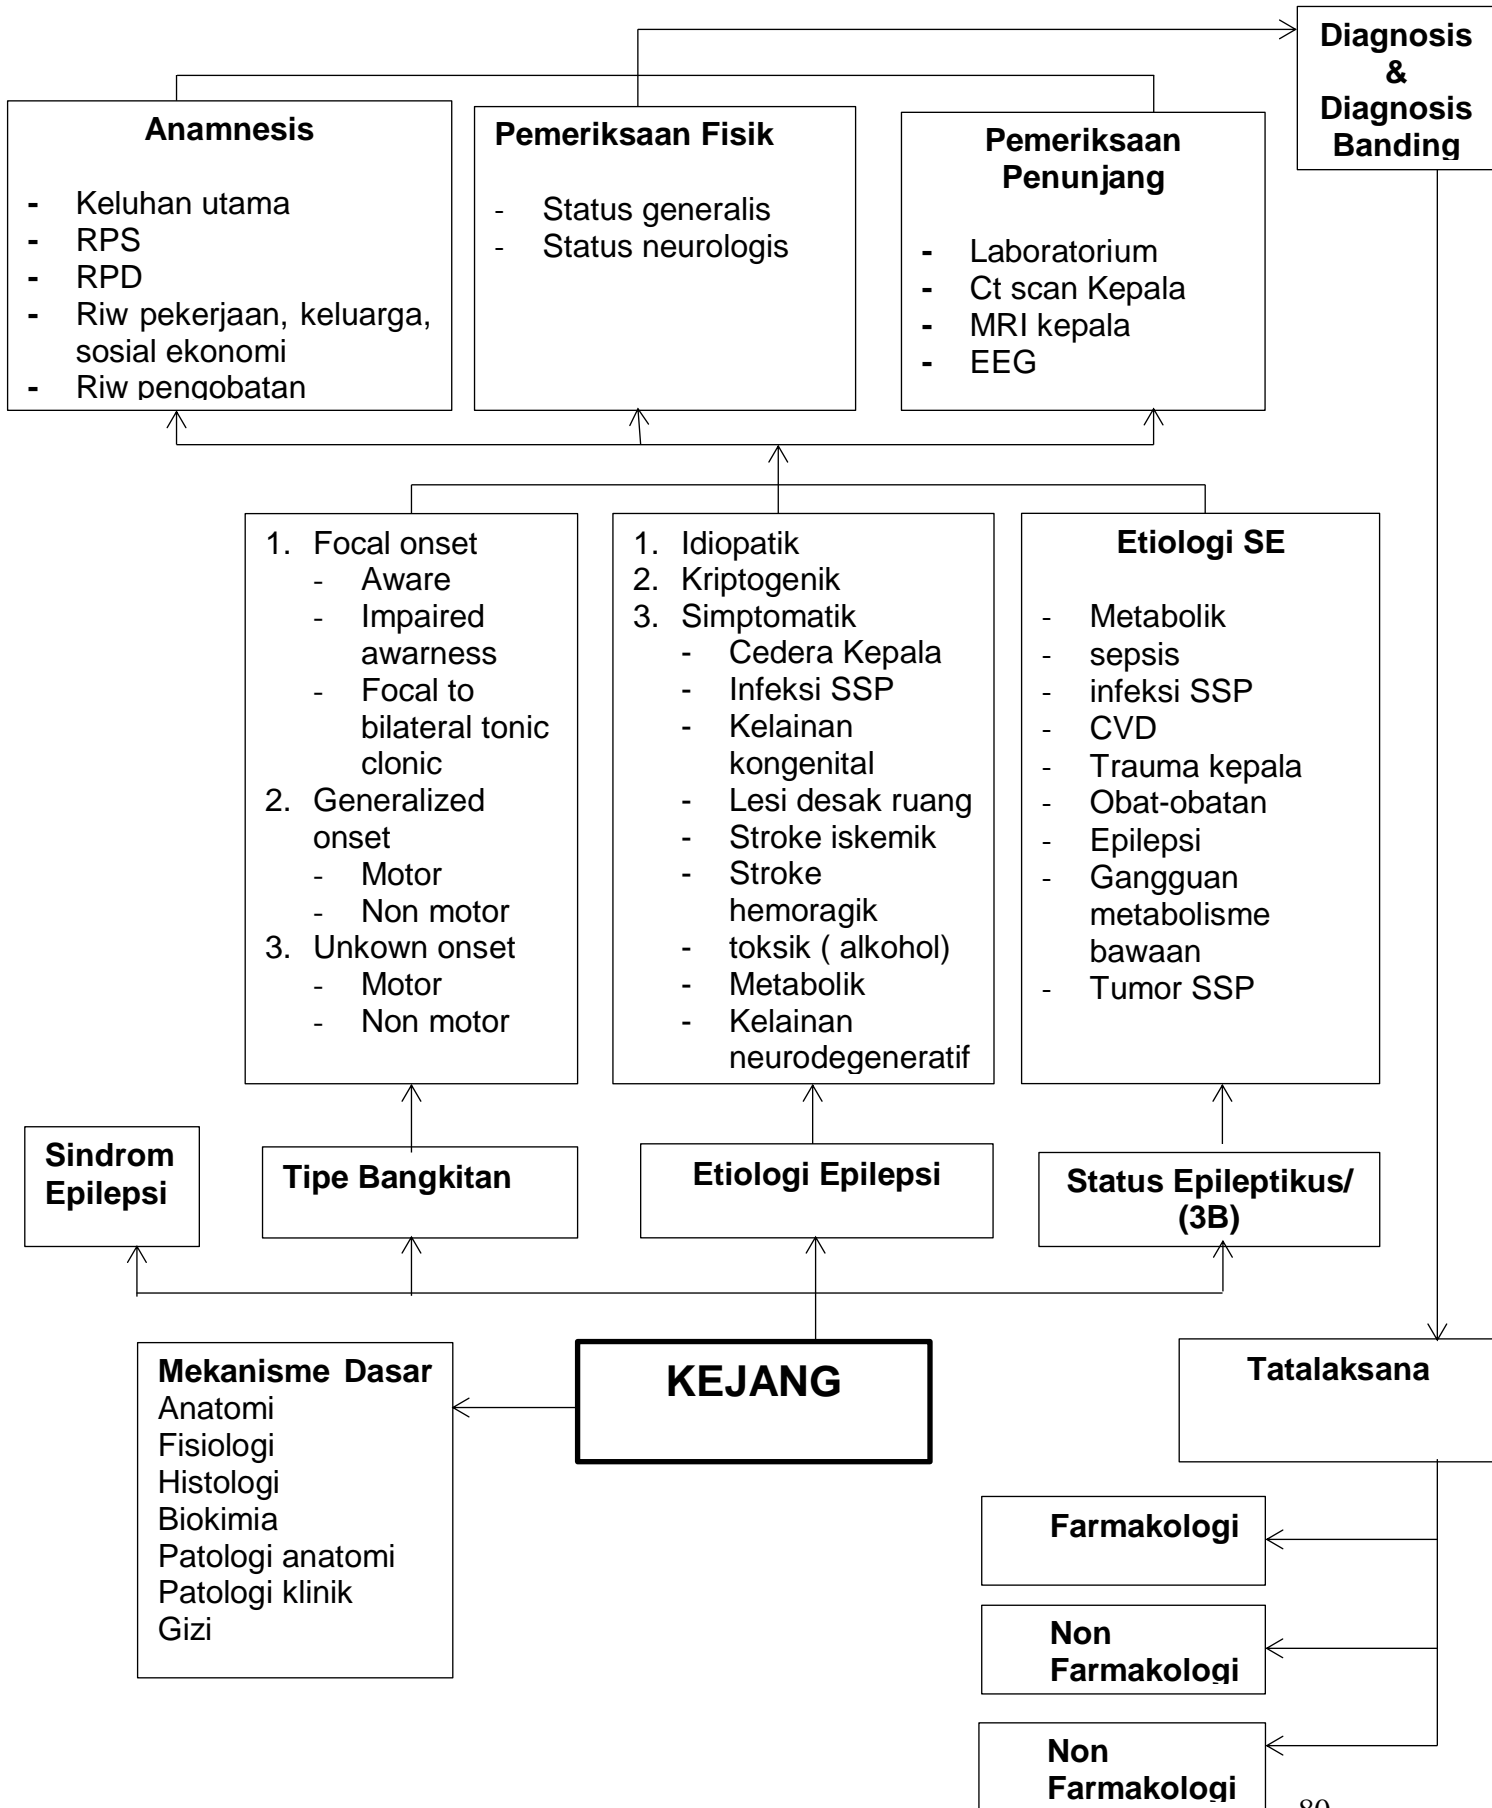 Diagnosis
&
Diagnosis
Banding
Anamnesis
- Keluhan utama
- RPS
- RPD
- Riw pekerjaan, keluarga,
sosial ekonomi
- Riw pengobatan
Pemeriksaan Fisik
- Status generalis
- Status neurologis
Pemeriksaan
Penunjang
- Laboratorium
- Ct scan Kepala
- MRI kepala
- EEG
1. Focal onset
- Aware
- Impaired
awarness
- Focal to
bilateral tonic
clonic
2. Generalized
onset
- Motor
- Non motor
3. Unkown onset
- Motor
- Non motor
1. Idiopatik
2. Kriptogenik
3. Simptomatik
- Cedera Kepala
- Infeksi SSP
- Kelainan
kongenital
- Lesi desak ruang
- Stroke iskemik
- Stroke
hemoragik
- toksik ( alkohol)
- Metabolik
- Kelainan
neurodegeneratif
Etiologi SE
- Metabolik
- sepsis
- infeksi SSP
- CVD
- Trauma kepala
- Obat-obatan
- Epilepsi
- Gangguan
metabolisme
bawaan
- Tumor SSP
Sindrom
Epilepsi
Tipe Bangkitan
Etiologi Epilepsi
Status Epileptikus/
(3B)
Mekanisme Dasar
Anatomi
Fisiologi
Histologi
Biokimia
Patologi anatomi
Patologi klinik
Gizi
KEJANG
Tatalaksana
Farmakologi
Non
Farmakologi
Non
Farmakologi